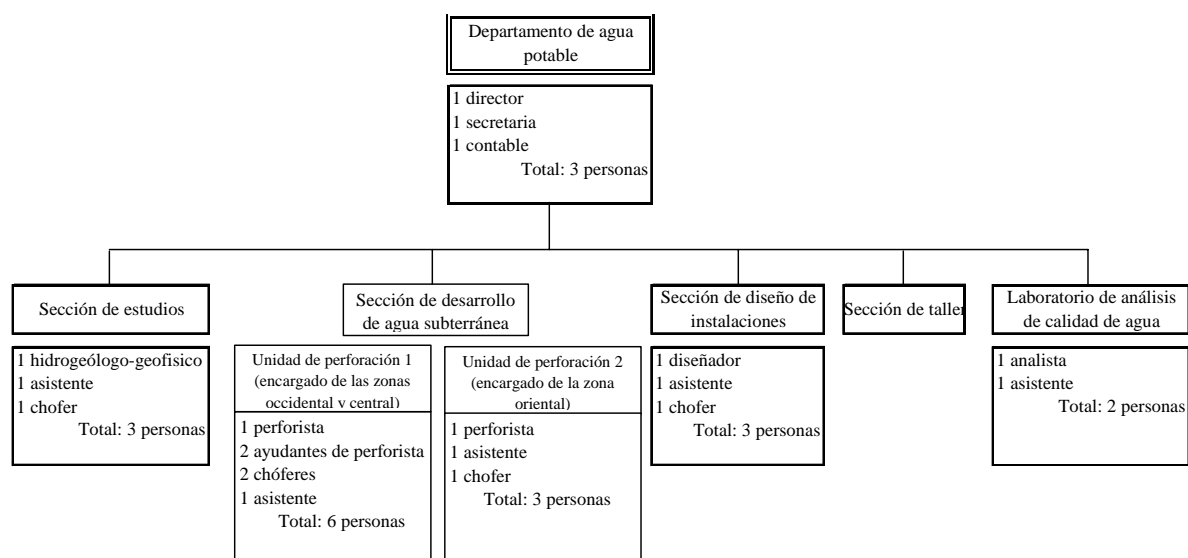 Departamento de agua
potable
1 director
1 secretaria
1 contable
Total: 3 personas
Sección de estudios
1 hidrogeólogo-geofisico
1 asistente
1 chofer
Total: 3 personas
Sección de desarrollo
de agua subterránea
Unidad de perforación 1
(encargado de las zonas
occidental y central)
1 perforista
2 ayudantes de perforista
2 chóferes
1 asistente
Total: 6 personas
Unidad de perforación 2
(encargado de la zona
oriental)
1 perforista
1 asistente
1 chofer
Total: 3 personas
Sección de diseño de
instalaciones
1 diseñador
1 asistente
1 chofer
Total: 3 personas
Sección de taller
Laboratorio de análisis
de calidad de agua
1 analista
1 asistente
Total: 2 personas